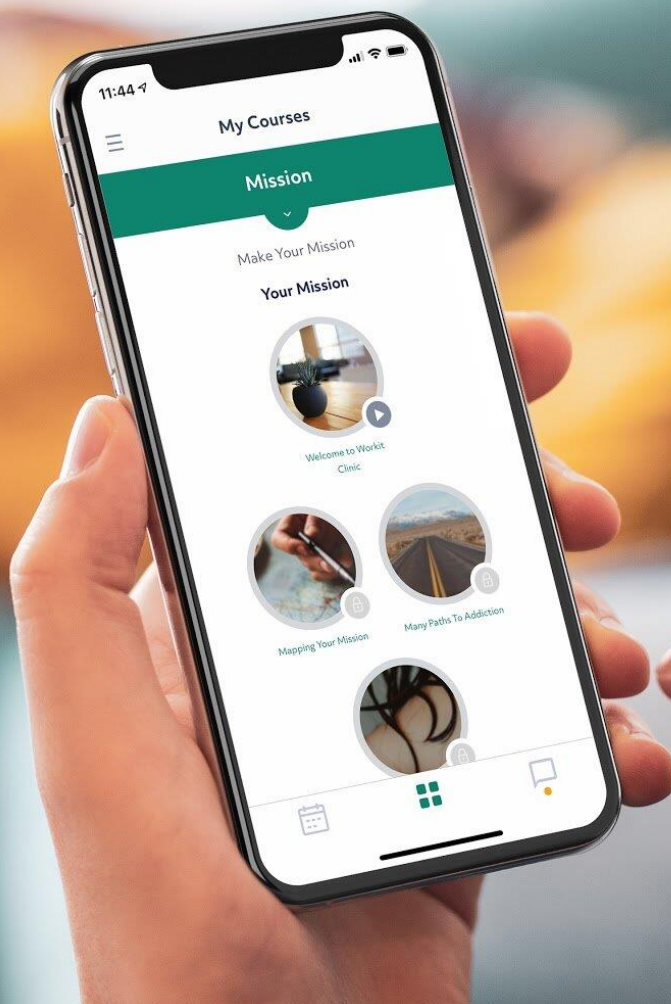 11:44
My Courses
Mission
Make Your Mission
Your Mission
Welcome to Workit
Clinic
Mapping Your Mission
Many Paths To Addiction